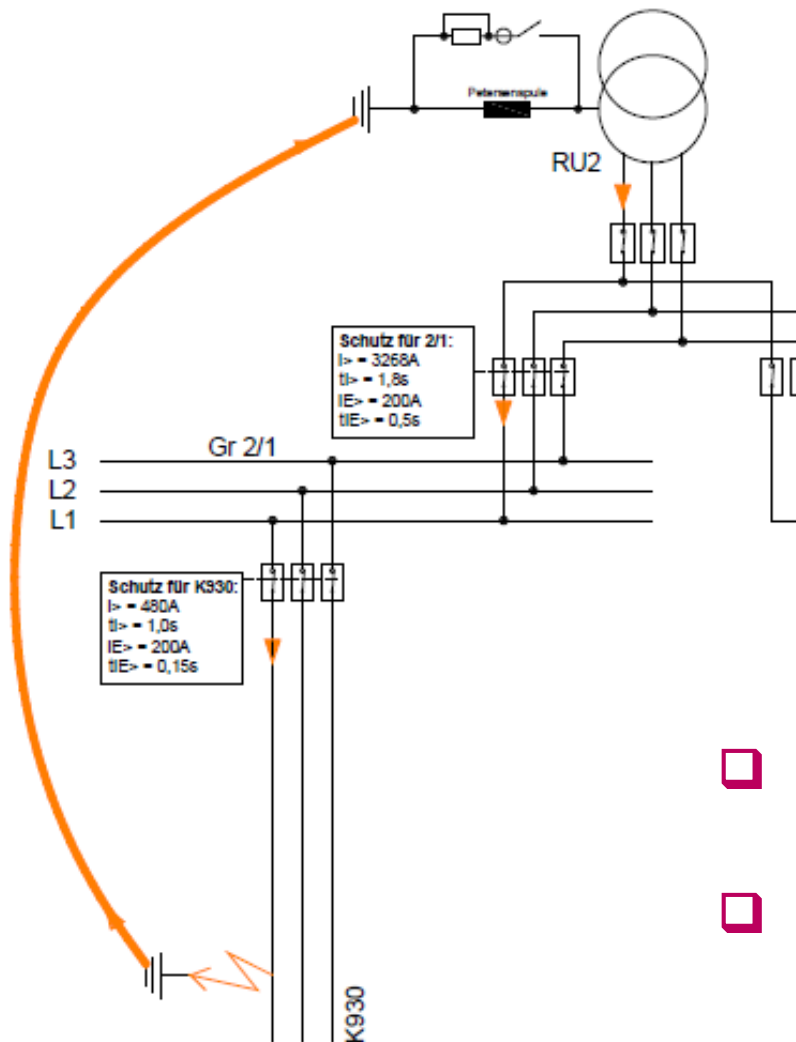 Petersenspule
RU2
Schutz für 2/1:
I> = 3268A
tI> = 1,8s
IE> = 200A
tIE> = 0,5s
Gr 2/1
L3
L2
L1
Schutz für K930:
I> = 480A
tI> = 1,0s
IE> = 200A
tIE> = 0,15s
K930